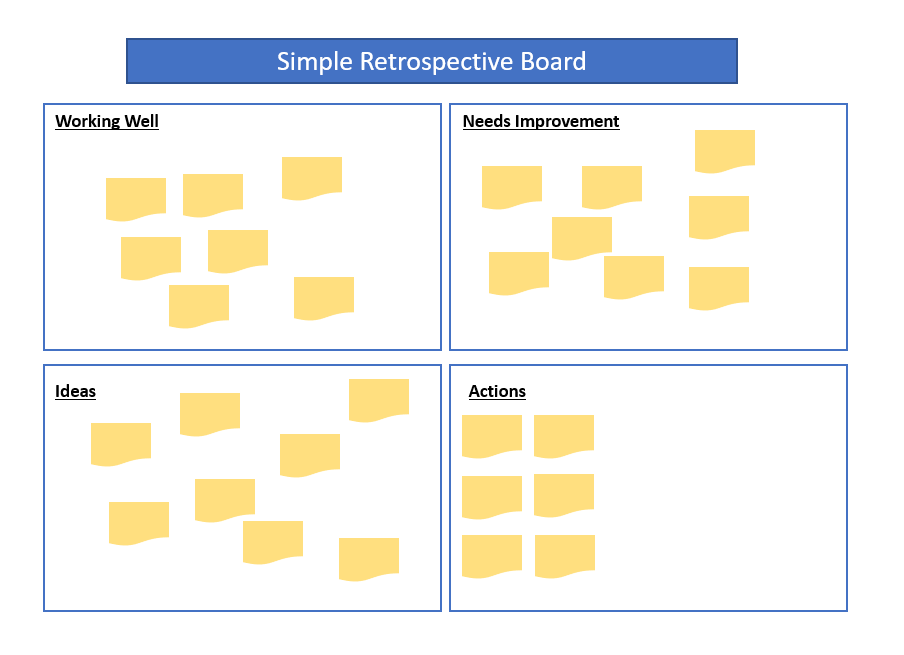 Simple Retrospective Board
Working Well
Needs Improvement
Ideas
Actions